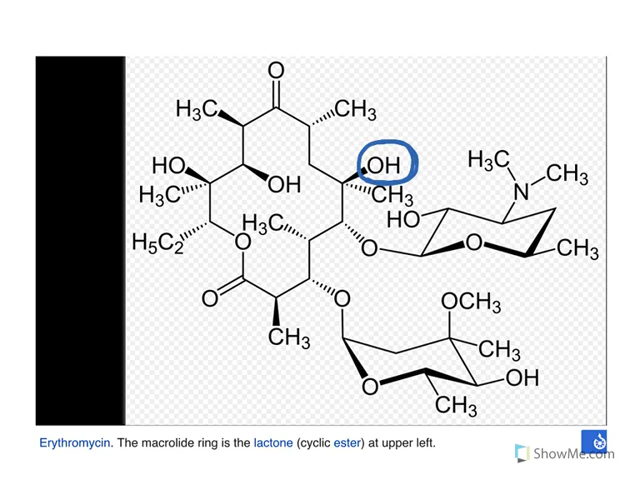 O
H₃C CH₃
HO OH
OH
H₃C CH₃
H₃C CH₃
N
H₃C HO
H₅C₂ O O O CH₃
O O OCH₃
CH₃ CH₃
O OH
CH₃
Erythromycin. The macrolide ring is the lactone (cyclic ester) at upper left.
ShowMe.com